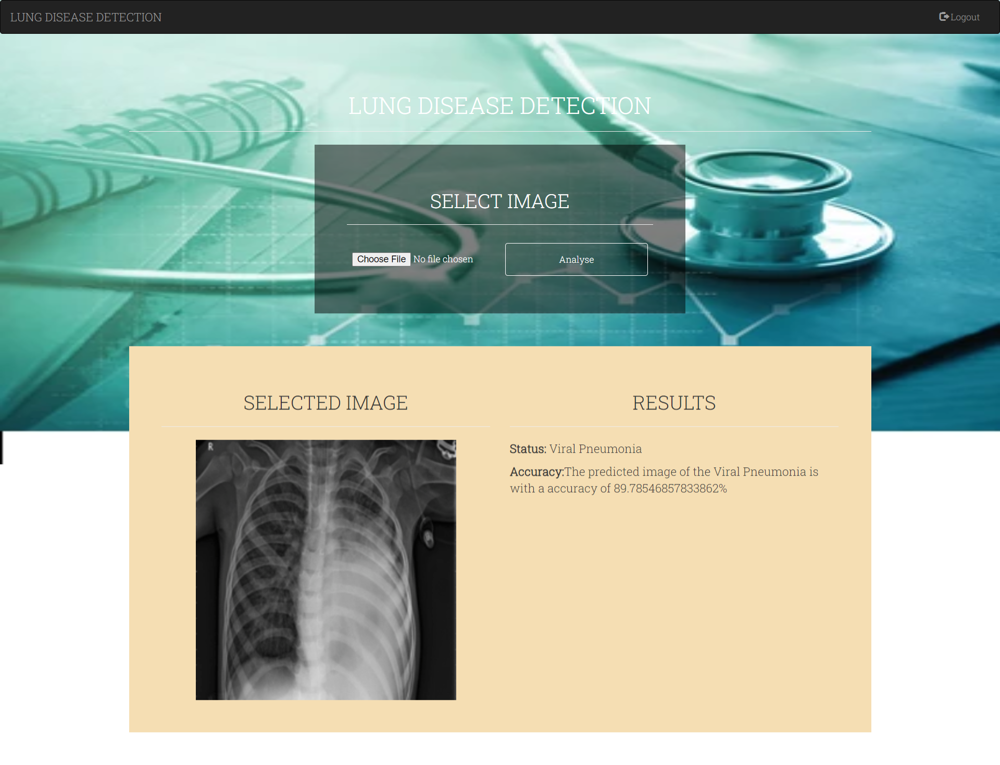 LUNG DISEASE DETECTION
Logout
LUNG DISEASE DETECTION
SELECT IMAGE
Choose File No file chosen
Analyse
SELECTED IMAGE
RESULTS
R
Status: Viral Pneumonia
Accuracy:The predicted image of the Viral Pneumonia is
with a accuracy of 89.78546857833862%